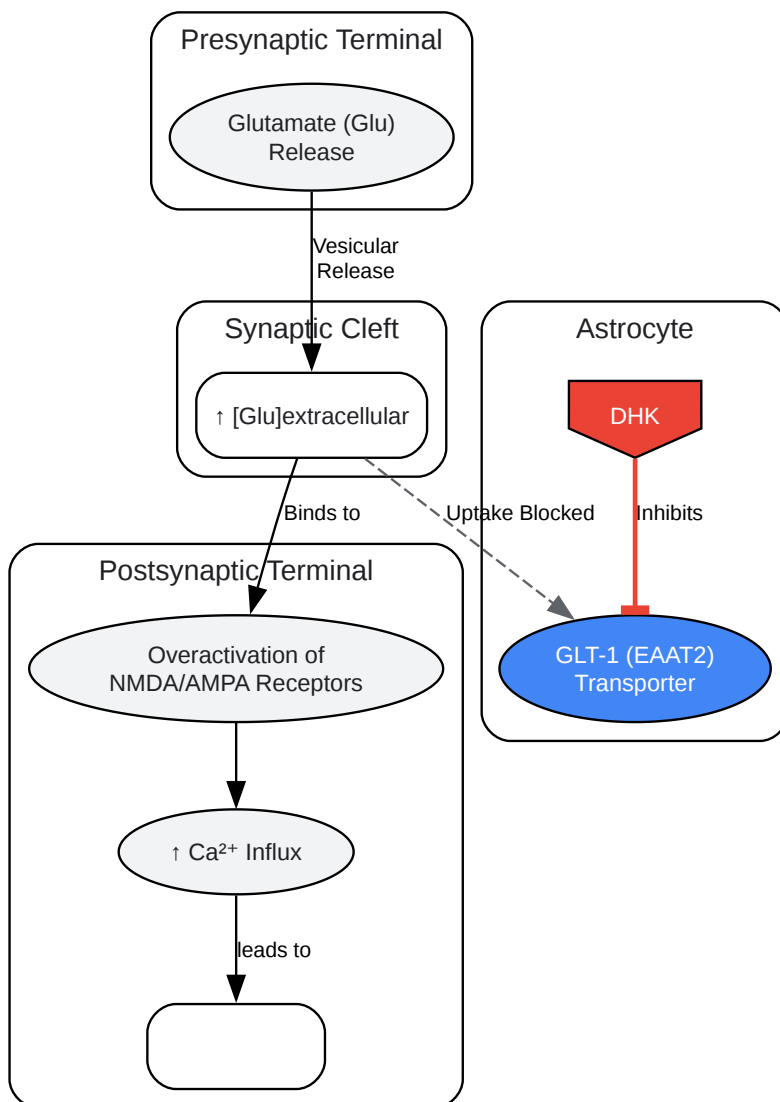 Presynaptic Terminal
Glutamate (Glu)
Release
Vesicular
Release
Synaptic Cleft
↑ [Glu]extracellular
Astrocyte
DHK
Binds to
Uptake Blocked
Inhibits
Postsynaptic Terminal
Overactivation of
NMDA/AMPA Receptors
GLT-1 (EAAT2)
Transporter
↑ Ca²⁺ Influx
leads to